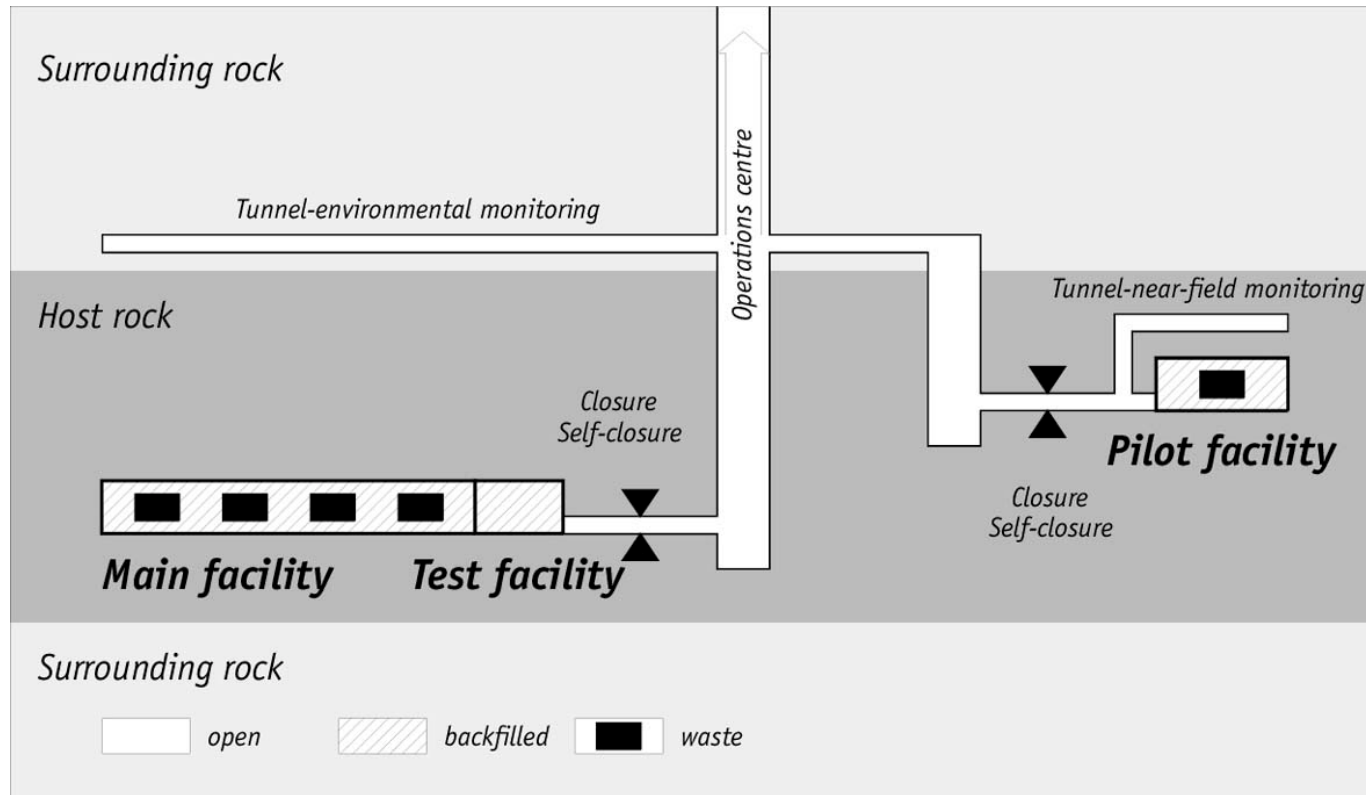 Surrounding rock
Operations centre
Tunnel-environmental monitoring
Host rock
Tunnel-near-field monitoring
Closure
Self-closure
Pilot facility
Closure
Self-closure
Main facility
Test facility
Surrounding rock
open
backfilled
waste